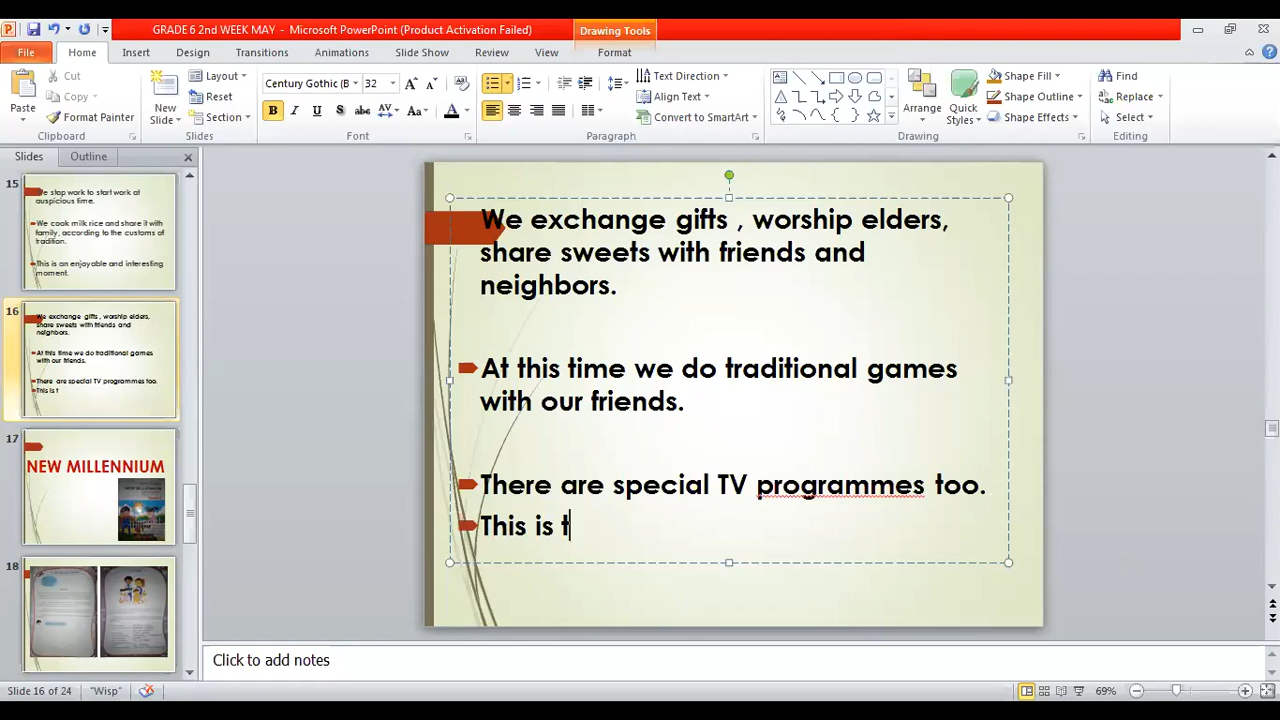 GRADE 6 2nd WEEK MAY - Microsoft PowerPoint (Product Activation Failed)
Drawing Tools
File Home Insert Design Transitions Animations Slide Show Review View Format
Paste
Cut
Copy
Format Painter
Clipboard
New Slide
Layout
Reset
Section
Slides
Century Gothic (B 32
Font
Text Direction
Align Text
Convert to SmartArt
Paragraph
Arrange
Quick Styles
Shape Fill
Shape Outline
Shape Effects
Drawing
Find
Replace
Select
Editing
Slides Outline
15
We stop work to start work at
auspicious time.
We cook milk rice and share it with
family, according to the customs of
tradition.
This is an enjoyable and interesting
moment.
16
We exchange gifts , worship elders,
share sweets with friends and
neighbors.
At this time we do traditional games
with our friends.
There are special TV programmes too.
This is t
17
NEW MILLENNIUM
18
We exchange gifts , worship elders,
share sweets with friends and
neighbors.
At this time we do traditional games
with our friends.
There are special TV programmes too.
This is t
Click to add notes
Slide 16 of 24 "Wisp" 69%